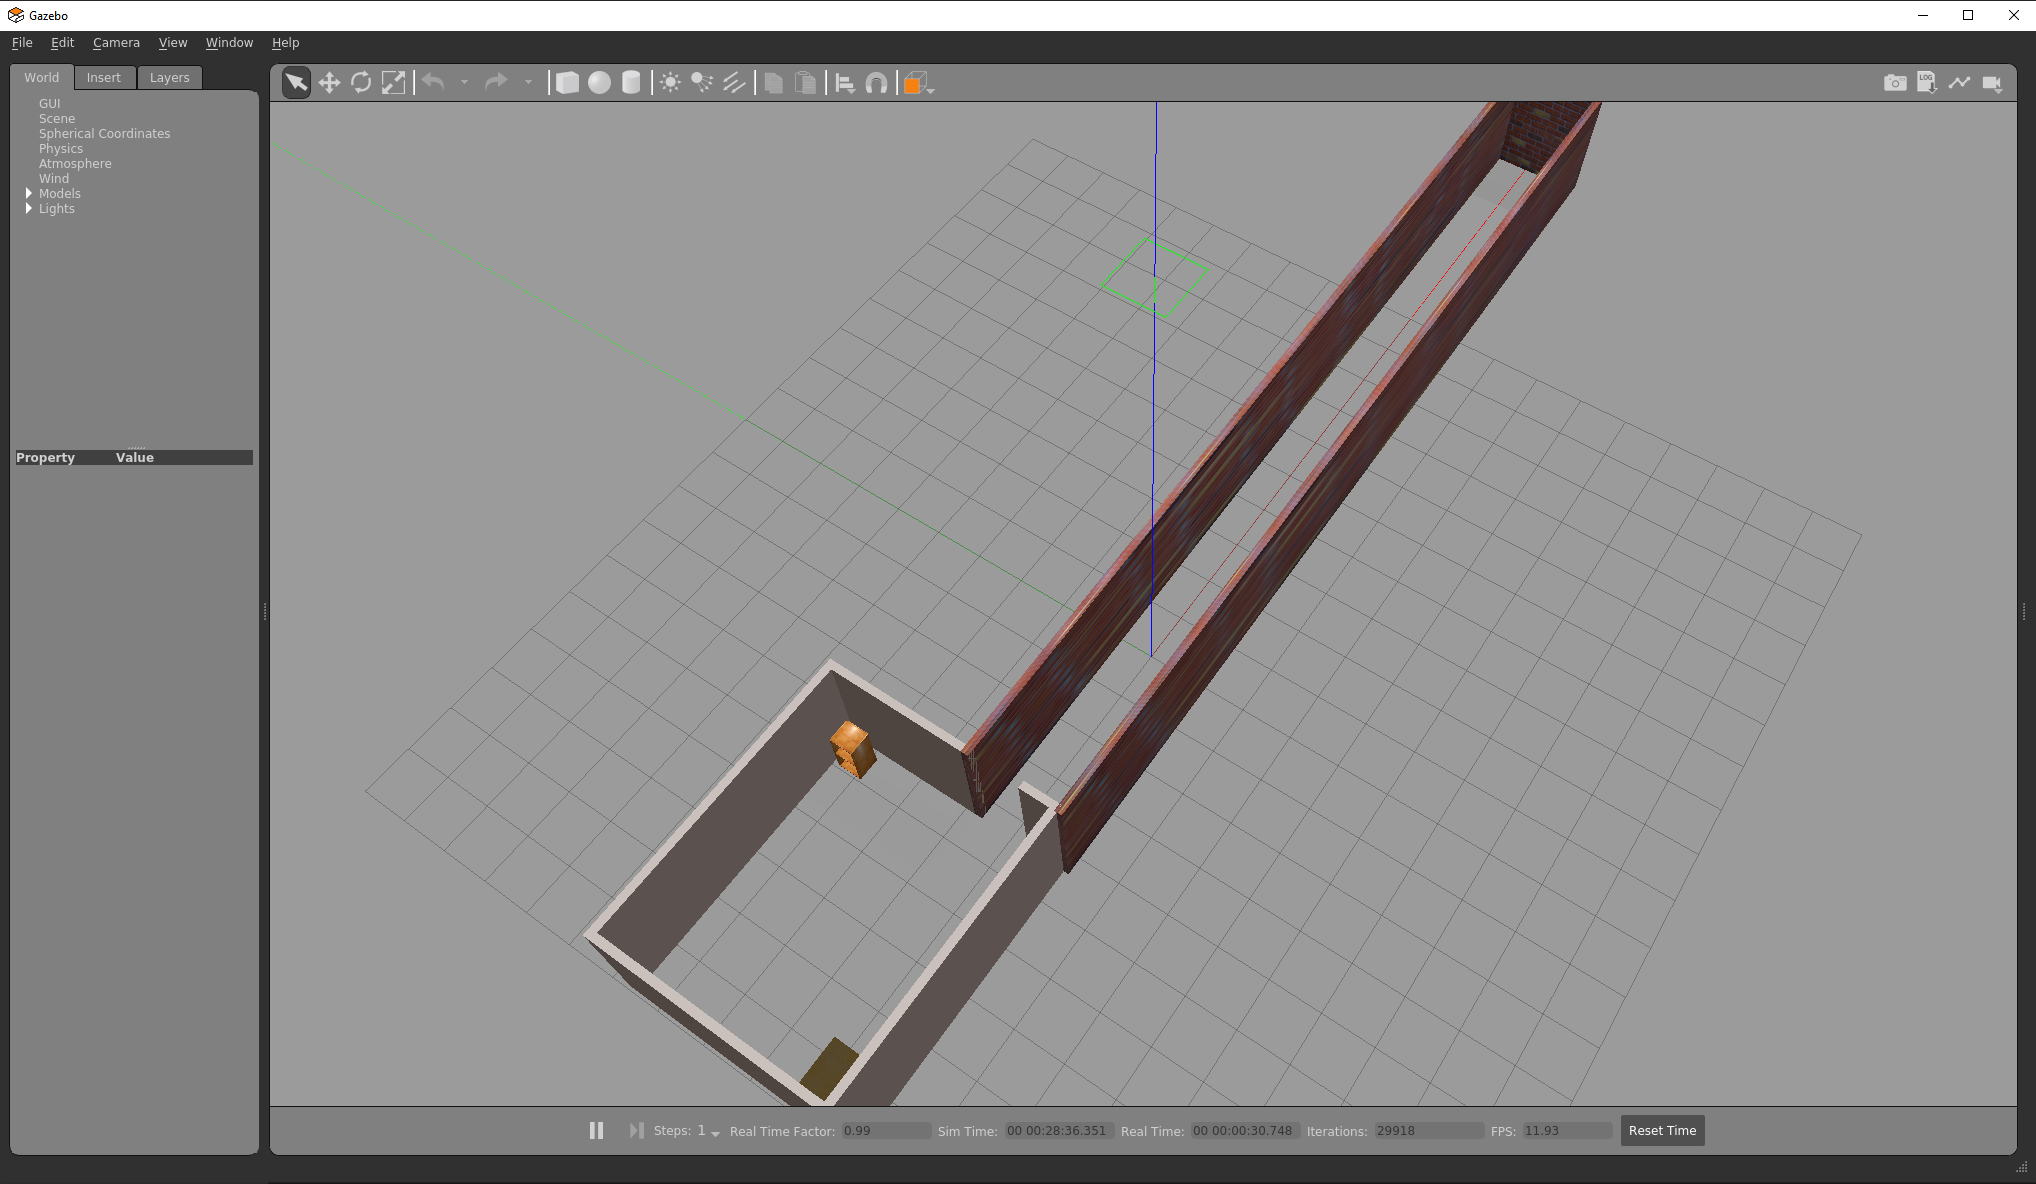 Gazebo
File Edit Camera View Window Help
World Insert Layers
GUI
Scene
Spherical Coordinates
Physics
Atmosphere
Wind
Models
Lights
LOG
Property Value
Steps: 1 Real Time Factor: 0.99 Sim Time: 00 00:28:36.351 Real Time: 00 00:00:30.748 Iterations: 29918 FPS: 11.93 Reset Time